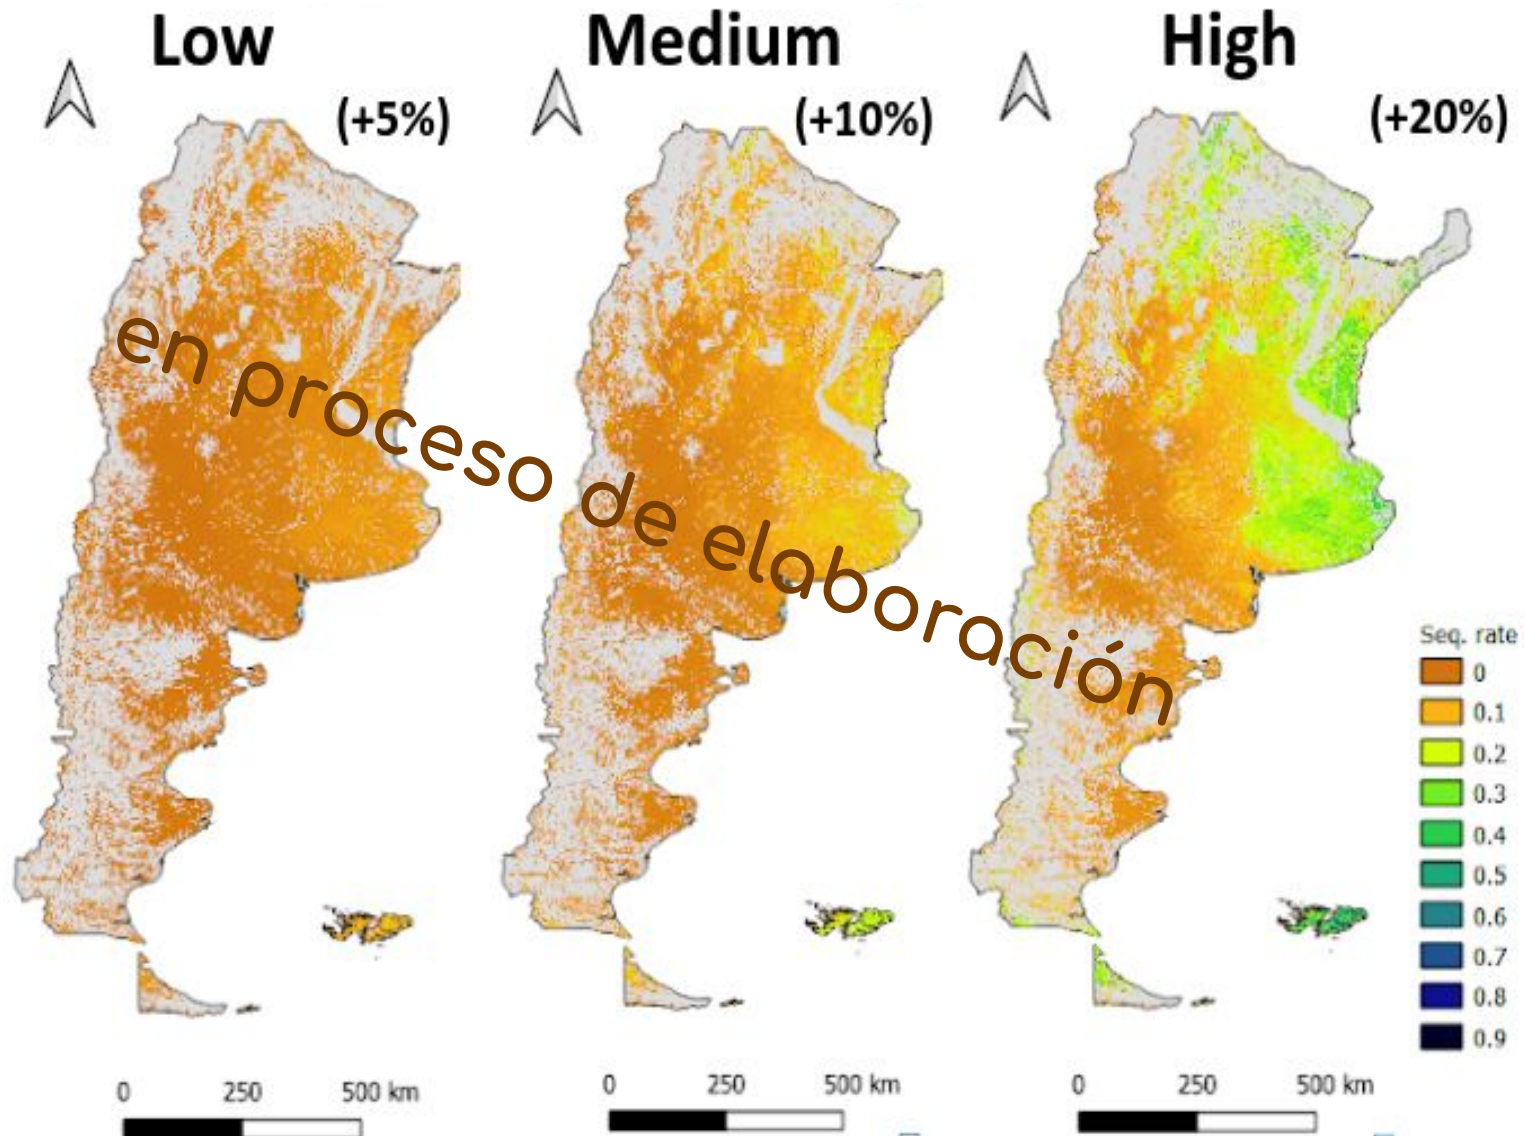 Low
Medium
High
(+5%)
(+10%)
(+20%)
en proceso de elaboración
Seq. rate
0
0.1
0.2
0.3
0.4
0.5
0.6
0.7
0.8
0.9
0 250 500 km
0 250 500 km
0 250 500 km